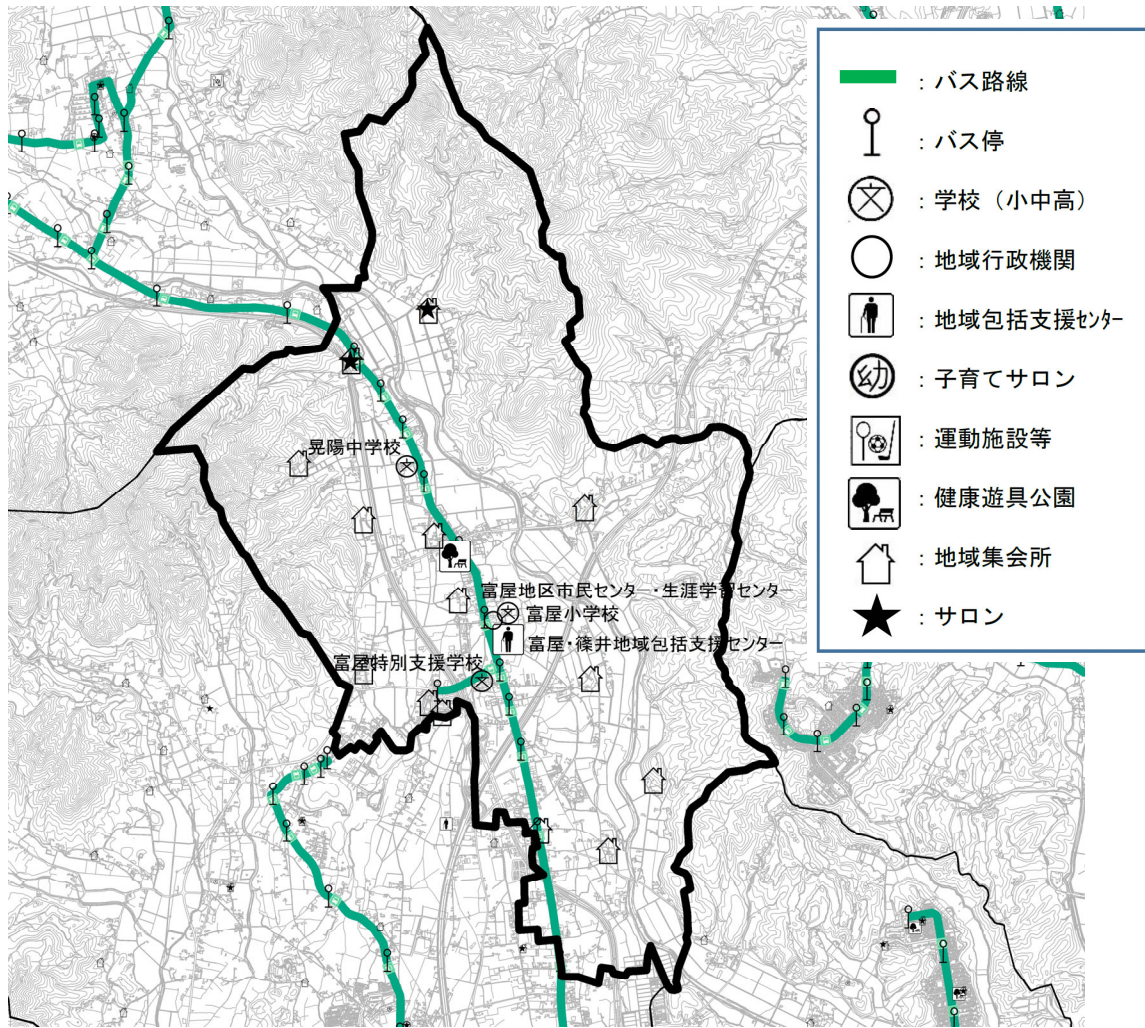 ：バス路線
：バス停
文
：学校（小中高）
：地域行政機関
：地域包括支援ｾﾝﾀｰ
幼
：子育てサロン
：運動施設等
：健康遊具公園
：地域集会所
：サロン
晃陽中学校
文
富屋地区市民センタ　・生涯学習センター
文 富屋小学校
富屋・篠井地域包括支援センター
富屋特別支援学校
文